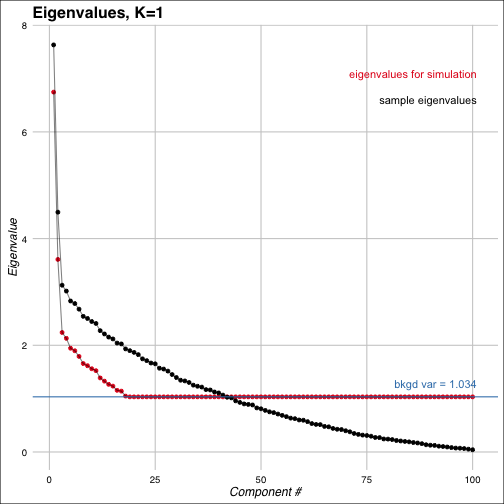 Eigenvalues, K=1
8
eigenvalues for simulation
sample eigenvalues
6
4
Eigenvalue
2
bkgd var = 1.034
0
0 25 50 75 100
Component #